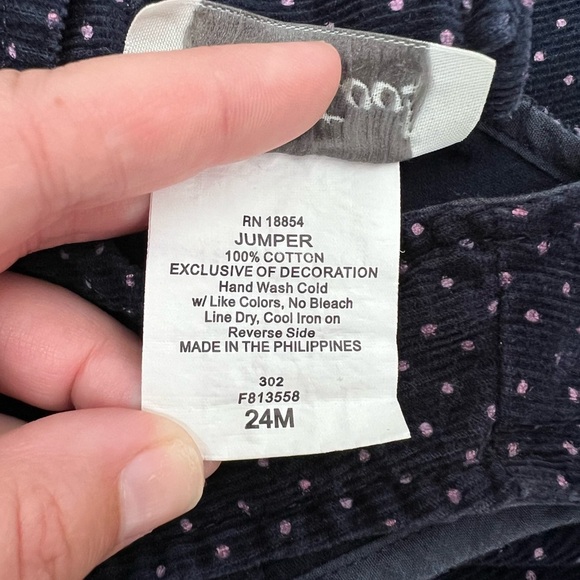 RN 18854
JUMPER
100% COTTON
EXCLUSIVE OF DECORATION
Hand Wash Cold
w/ Like Colors, No Bleach
Line Dry, Cool Iron on
Reverse Side
MADE IN THE PHILIPPINES
302
F813558
24M